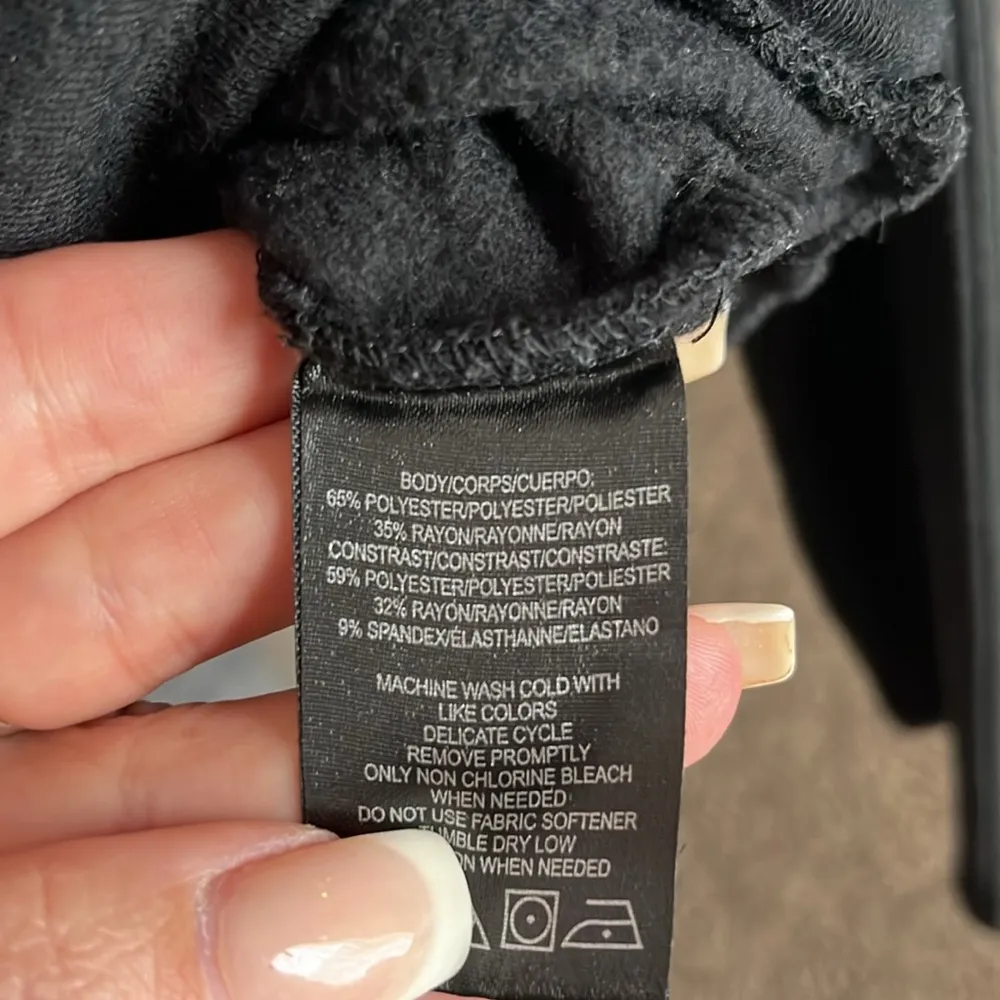 BODY/CORPS/CUERPO:
65% POLYESTER/POLYESTER/POLIESTER
35% RAYON/RAYONNE/RAYON
CONSTRAST/CONSTRAST/CONSTRASTE:
59% POLYESTER/POLYESTER/POLIESTER
32% RAYON/RAYONNE/RAYON
9% SPANDEX/ÉLASTHANNE/ELASTANO
MACHINE WASH COLD WITH
LIKE COLORS
DELICATE CYCLE
REMOVE PROMPTLY
ONLY NON CHLORINE BLEACH
WHEN NEEDED
DO NOT USE FABRIC SOFTENER
TUMBLE DRY LOW
WHEN NEEDED